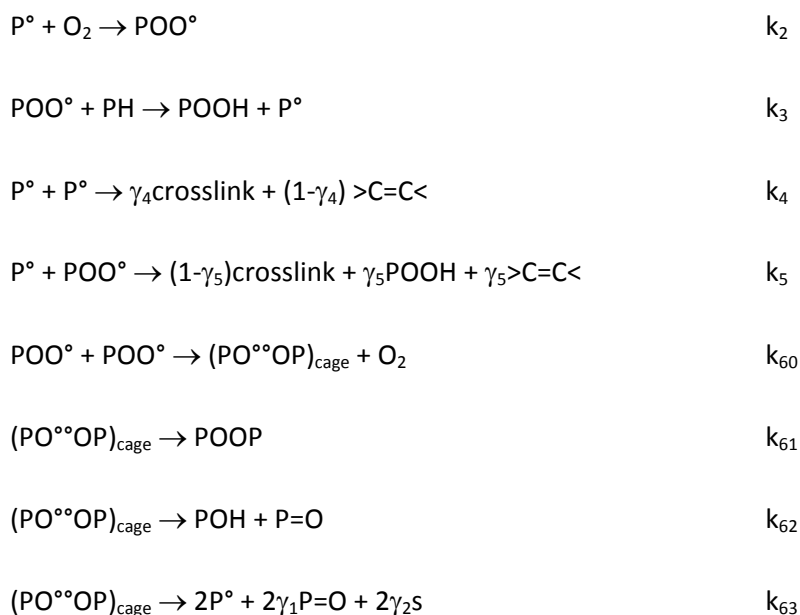 P° + O₂ → POO° k₂
POO° + PH → POOH + P° k₃
P° + P° → γ₄crosslink + (1-γ₄) >C=C< k₄
P° + POO° → (1-γ₅)crosslink + γ₅POOH + γ₅>C=C< k₅
POO° + POO° → (PO°°OP)cage + O₂ k₆₀
(PO°°OP)cage → POOP k₆₁
(PO°°OP)cage → POH + P=O k₆₂
(PO°°OP)cage → 2P° + 2γ₁P=O + 2γ₂s k₆₃